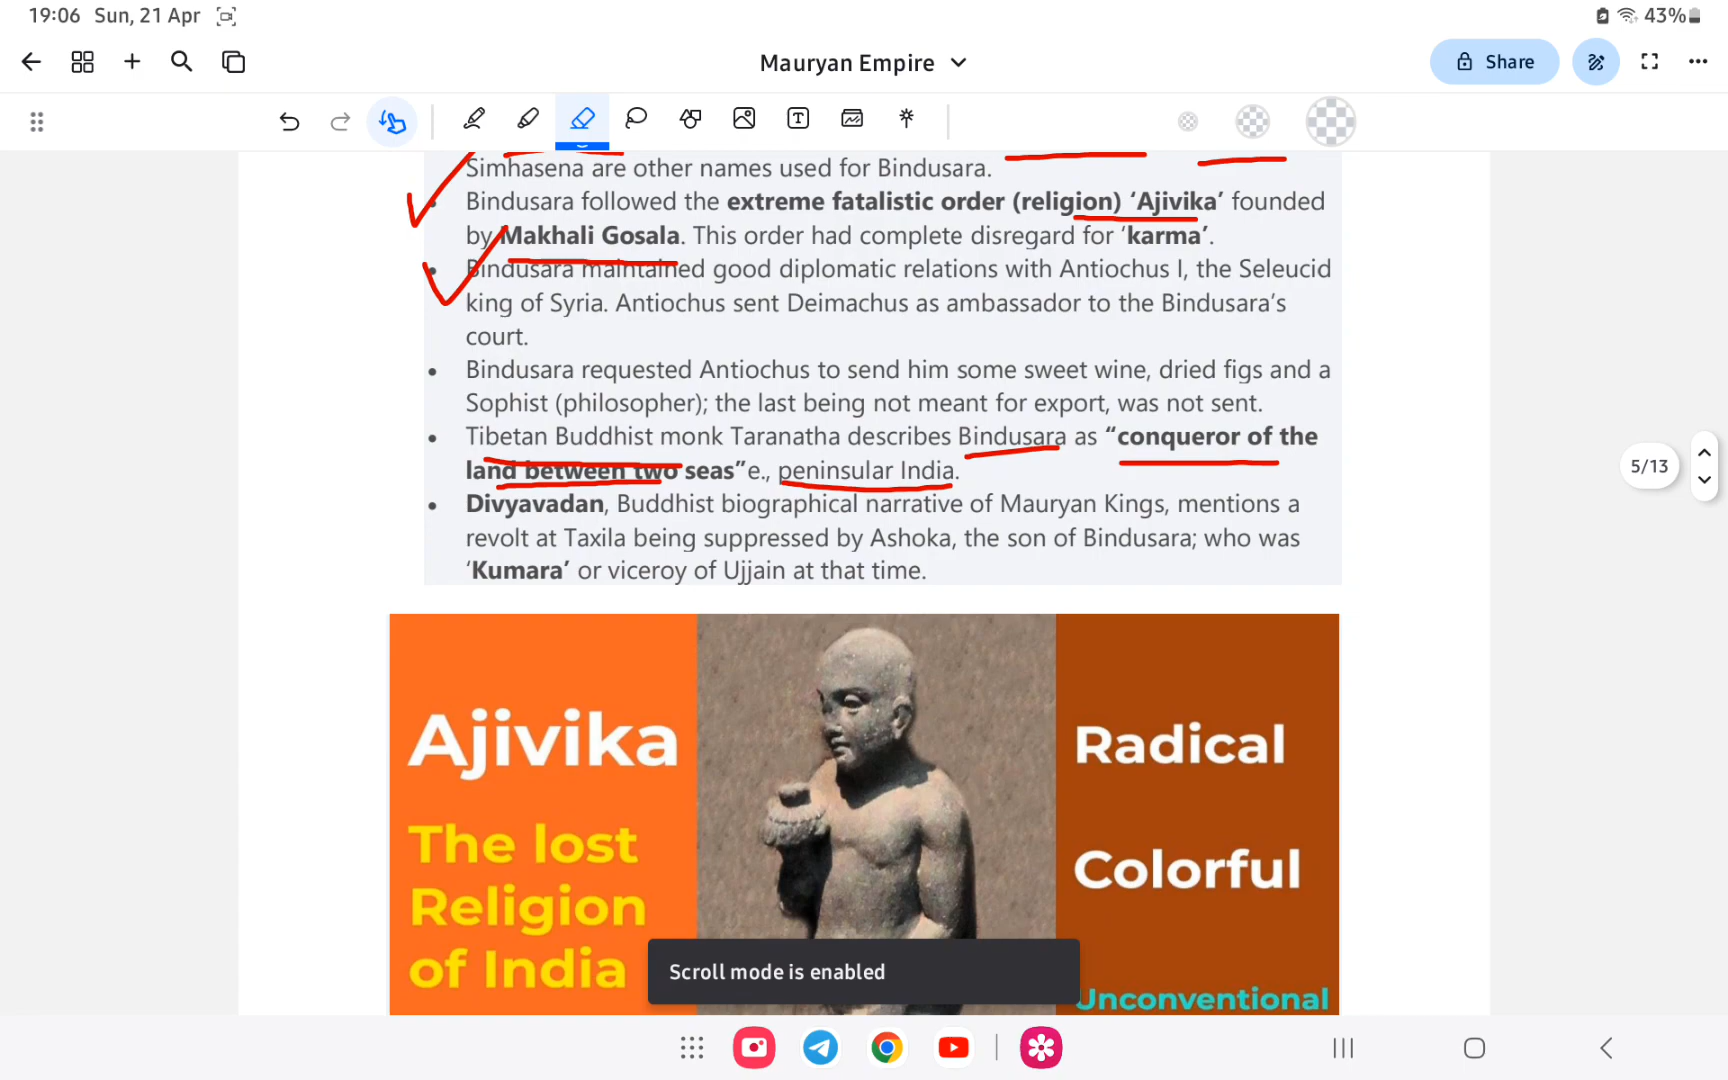 19:06 Sun, 21 Apr
43%
Mauryan Empire
Share
Simhasena are other names used for Bindusara.
Bindusara followed the extreme fatalistic order (religion) ‘Ajivika’ founded
by Makhali Gosala. This order had complete disregard for ‘karma’.
Bindusara maintained good diplomatic relations with Antiochus I, the Seleucid
king of Syria. Antiochus sent Deimachus as ambassador to the Bindusara’s
court.
Bindusara requested Antiochus to send him some sweet wine, dried figs and a
Sophist (philosopher); the last being not meant for export, was not sent.
Tibetan Buddhist monk Taranatha describes Bindusara as “conqueror of the
land between two seas”e., peninsular India.
Divyavadan, Buddhist biographical narrative of Mauryan Kings, mentions a
revolt at Taxila being suppressed by Ashoka, the son of Bindusara; who was
‘Kumara’ or viceroy of Ujjain at that time.
5/13
Ajivika
The lost
Religion
of India
Radical
Colorful
Unconventional
Scroll mode is enabled